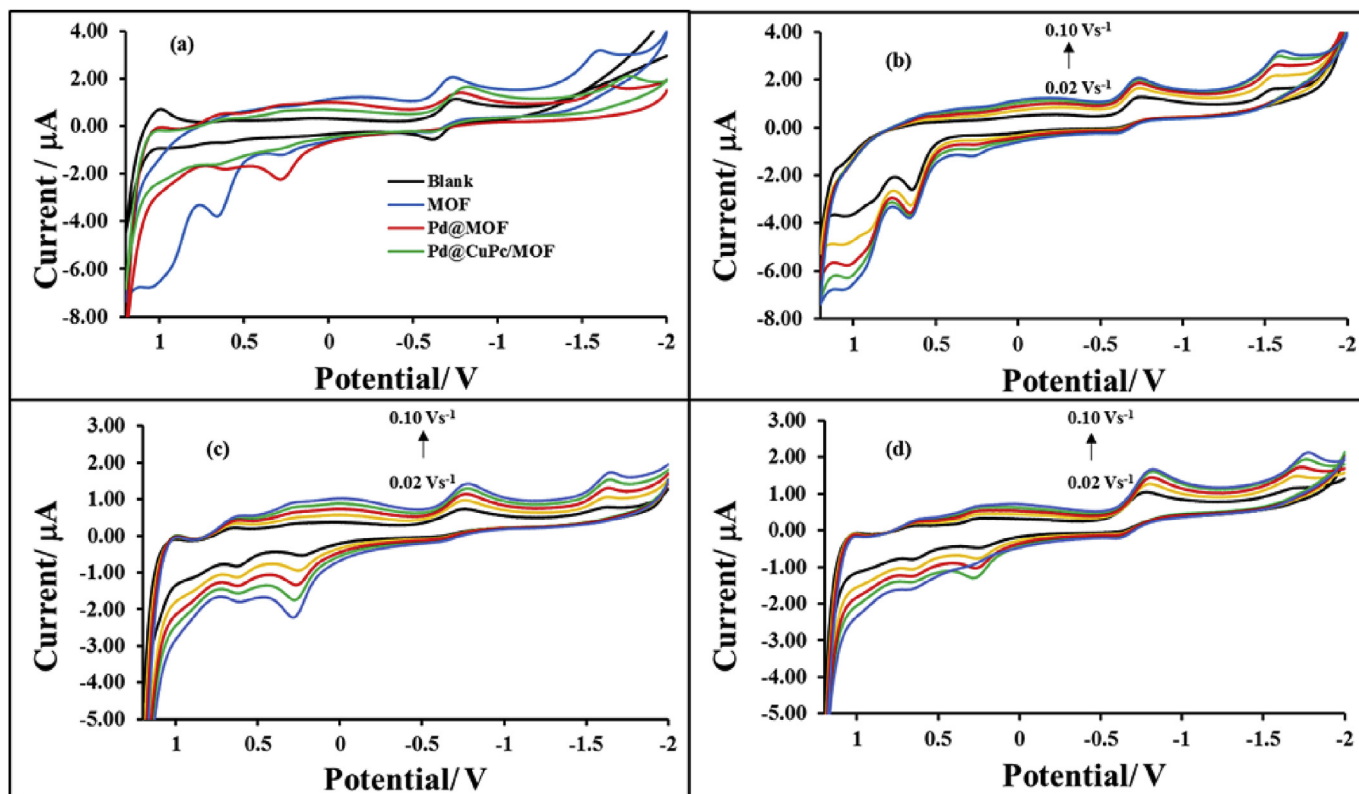 (a)
4.00
2.00
0.00
-2.00
-4.00
-6.00
-8.00
Current / μA
Blank
MOF
Pd@MOF
Pd@CuPc/MOF
1 0.5 0 -0.5 -1 -1.5 -2
Potential/ V
(b)
4.00
2.00
0.00
-2.00
-4.00
-6.00
-8.00
Current/ μA
0.10 Vs-1
0.02 Vs-1
1 0.5 0 -0.5 -1 -1.5 -2
Potential/ V
(c)
3.00
2.00
1.00
0.00
-1.00
-2.00
-3.00
-4.00
-5.00
Current/ μA
0.10 Vs-1
0.02 Vs-1
1 0.5 0 -0.5 -1 -1.5 -2
Potential/ V
(d)
3.00
2.00
1.00
0.00
-1.00
-2.00
-3.00
-4.00
-5.00
Current/ μA
0.10 Vs-1
0.02 Vs-1
1 0.5 0 -0.5 -1 -1.5 -2
Potential/ V